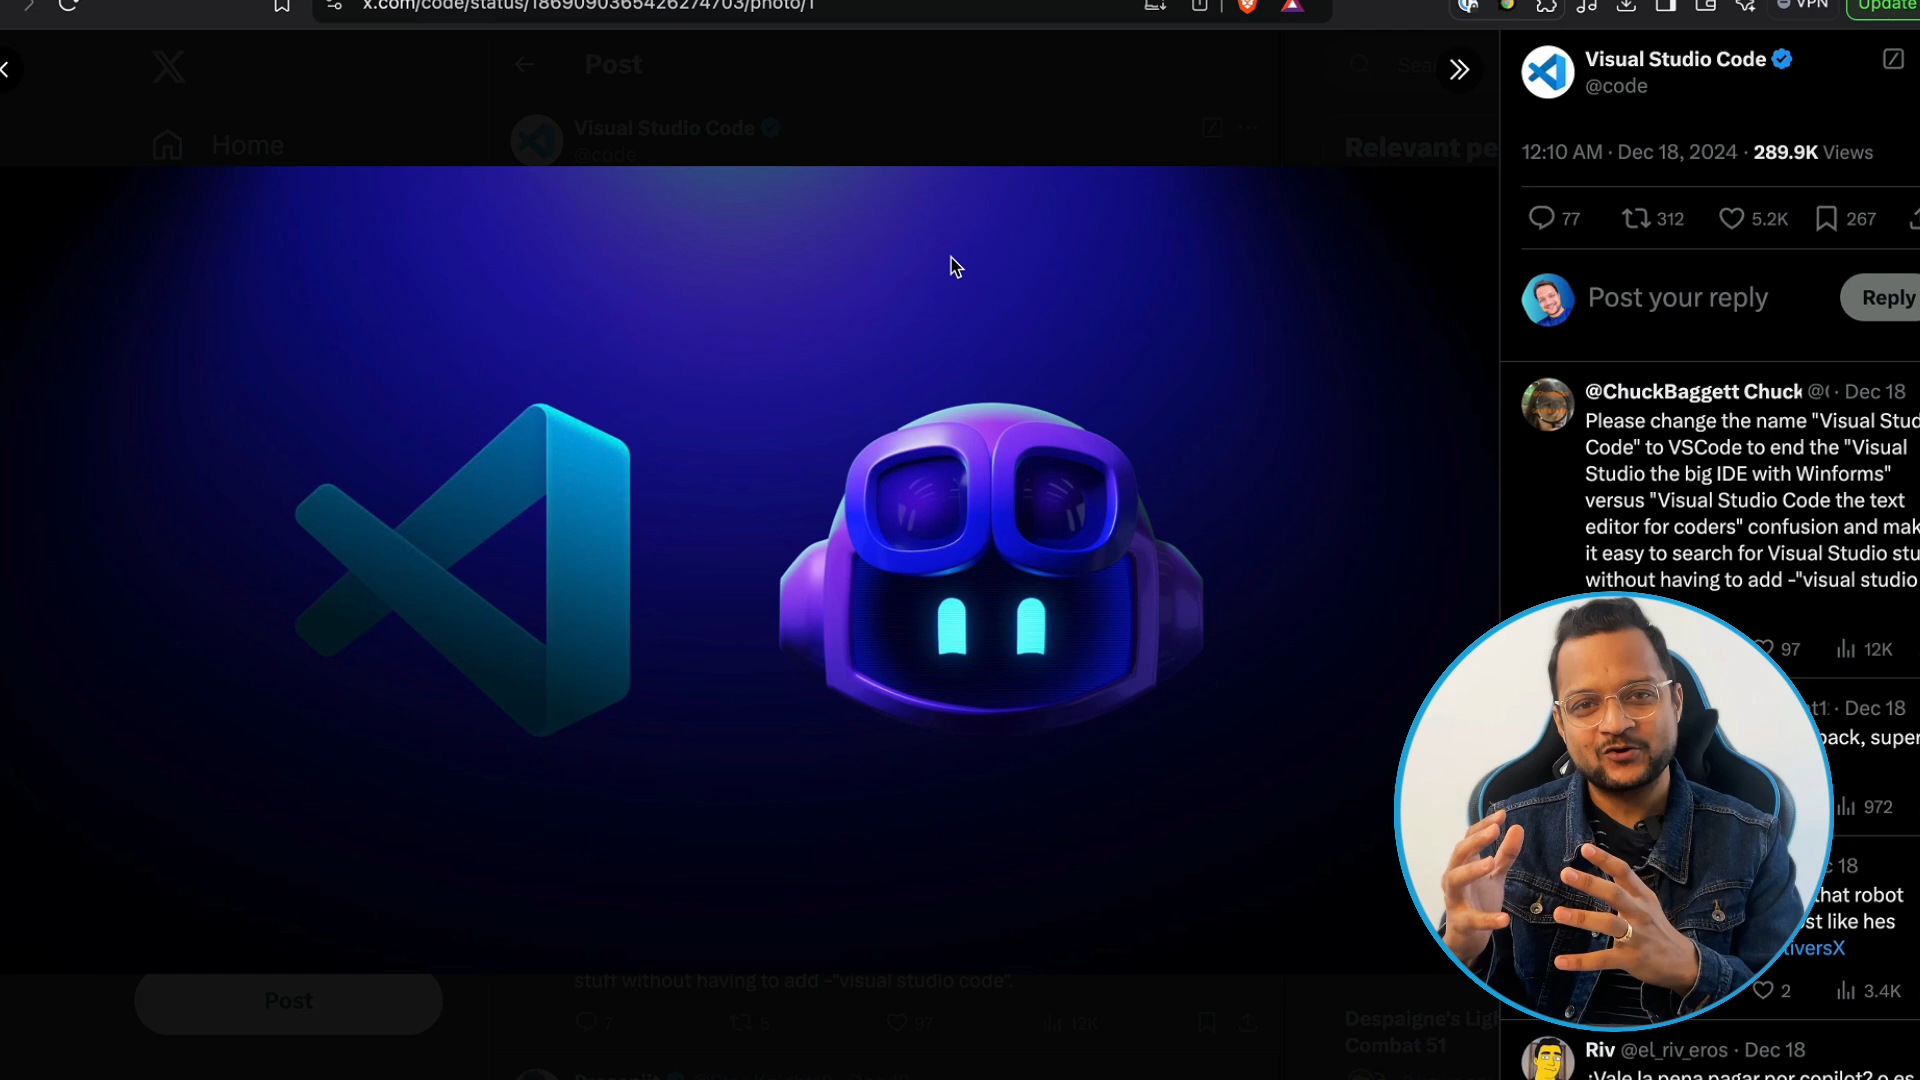 x.com/code/status/1869090365426274703/photo/1
VPN
Update
Home
Post
Visual Studio Code
@code
Relevant pe
Visual Studio Code
@code
12:10 AM · Dec 18, 2024 · 289.9K Views
77 312 5.2K 267
Post your reply
Reply
@ChuckBaggett Chuck @( · Dec 18
Please change the name "Visual Stud
Code" to VSCode to end the "Visual
Studio the big IDE with Winforms"
versus "Visual Studio Code the text
editor for coders" confusion and mak
it easy to search for Visual Studio stu
without having to add -"visual studio
97 12K
at1: · Dec 18
back, super
972
c 18
hat robot
st like hes
iversX
2 3.4K
Riv @el_riv_eros · Dec 18
¿Vale la pena pagar por copilot? o es
Post
stuff without having to add -"visual studio code".
7 5 97 12K
Despaigne's Lig
Combat 51